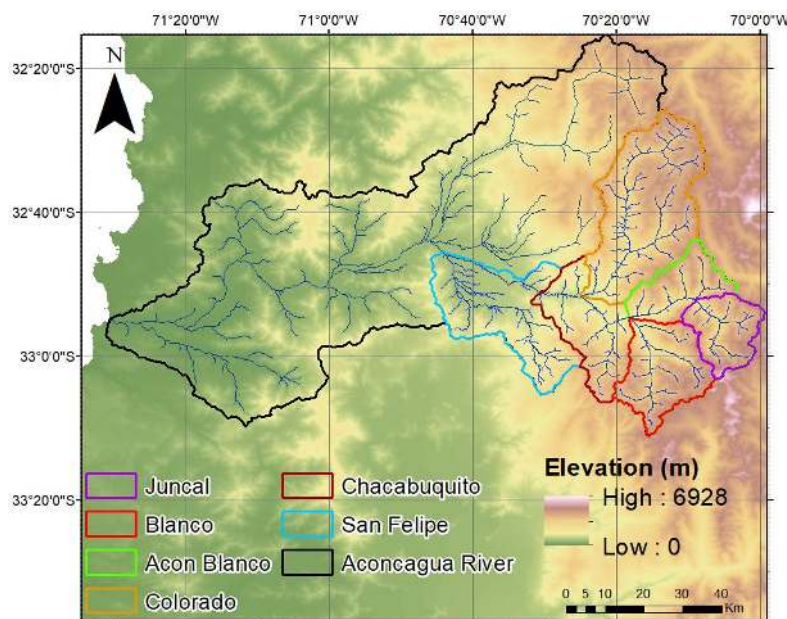 71°20'0"W 71°00'0"W 70°40'0"W 70°20'0"W 70°0'0"W
32°20'0"S
N
32°40'0"S
33°00'0"S
33°20'0"S
Juncal
Blanco
Acon Blanco
Colorado
Chacabuquito
San Felipe
Aconcagua River
Elevation (m)
High : 6928
Low : 0
0 5 10 20 30 40
Km